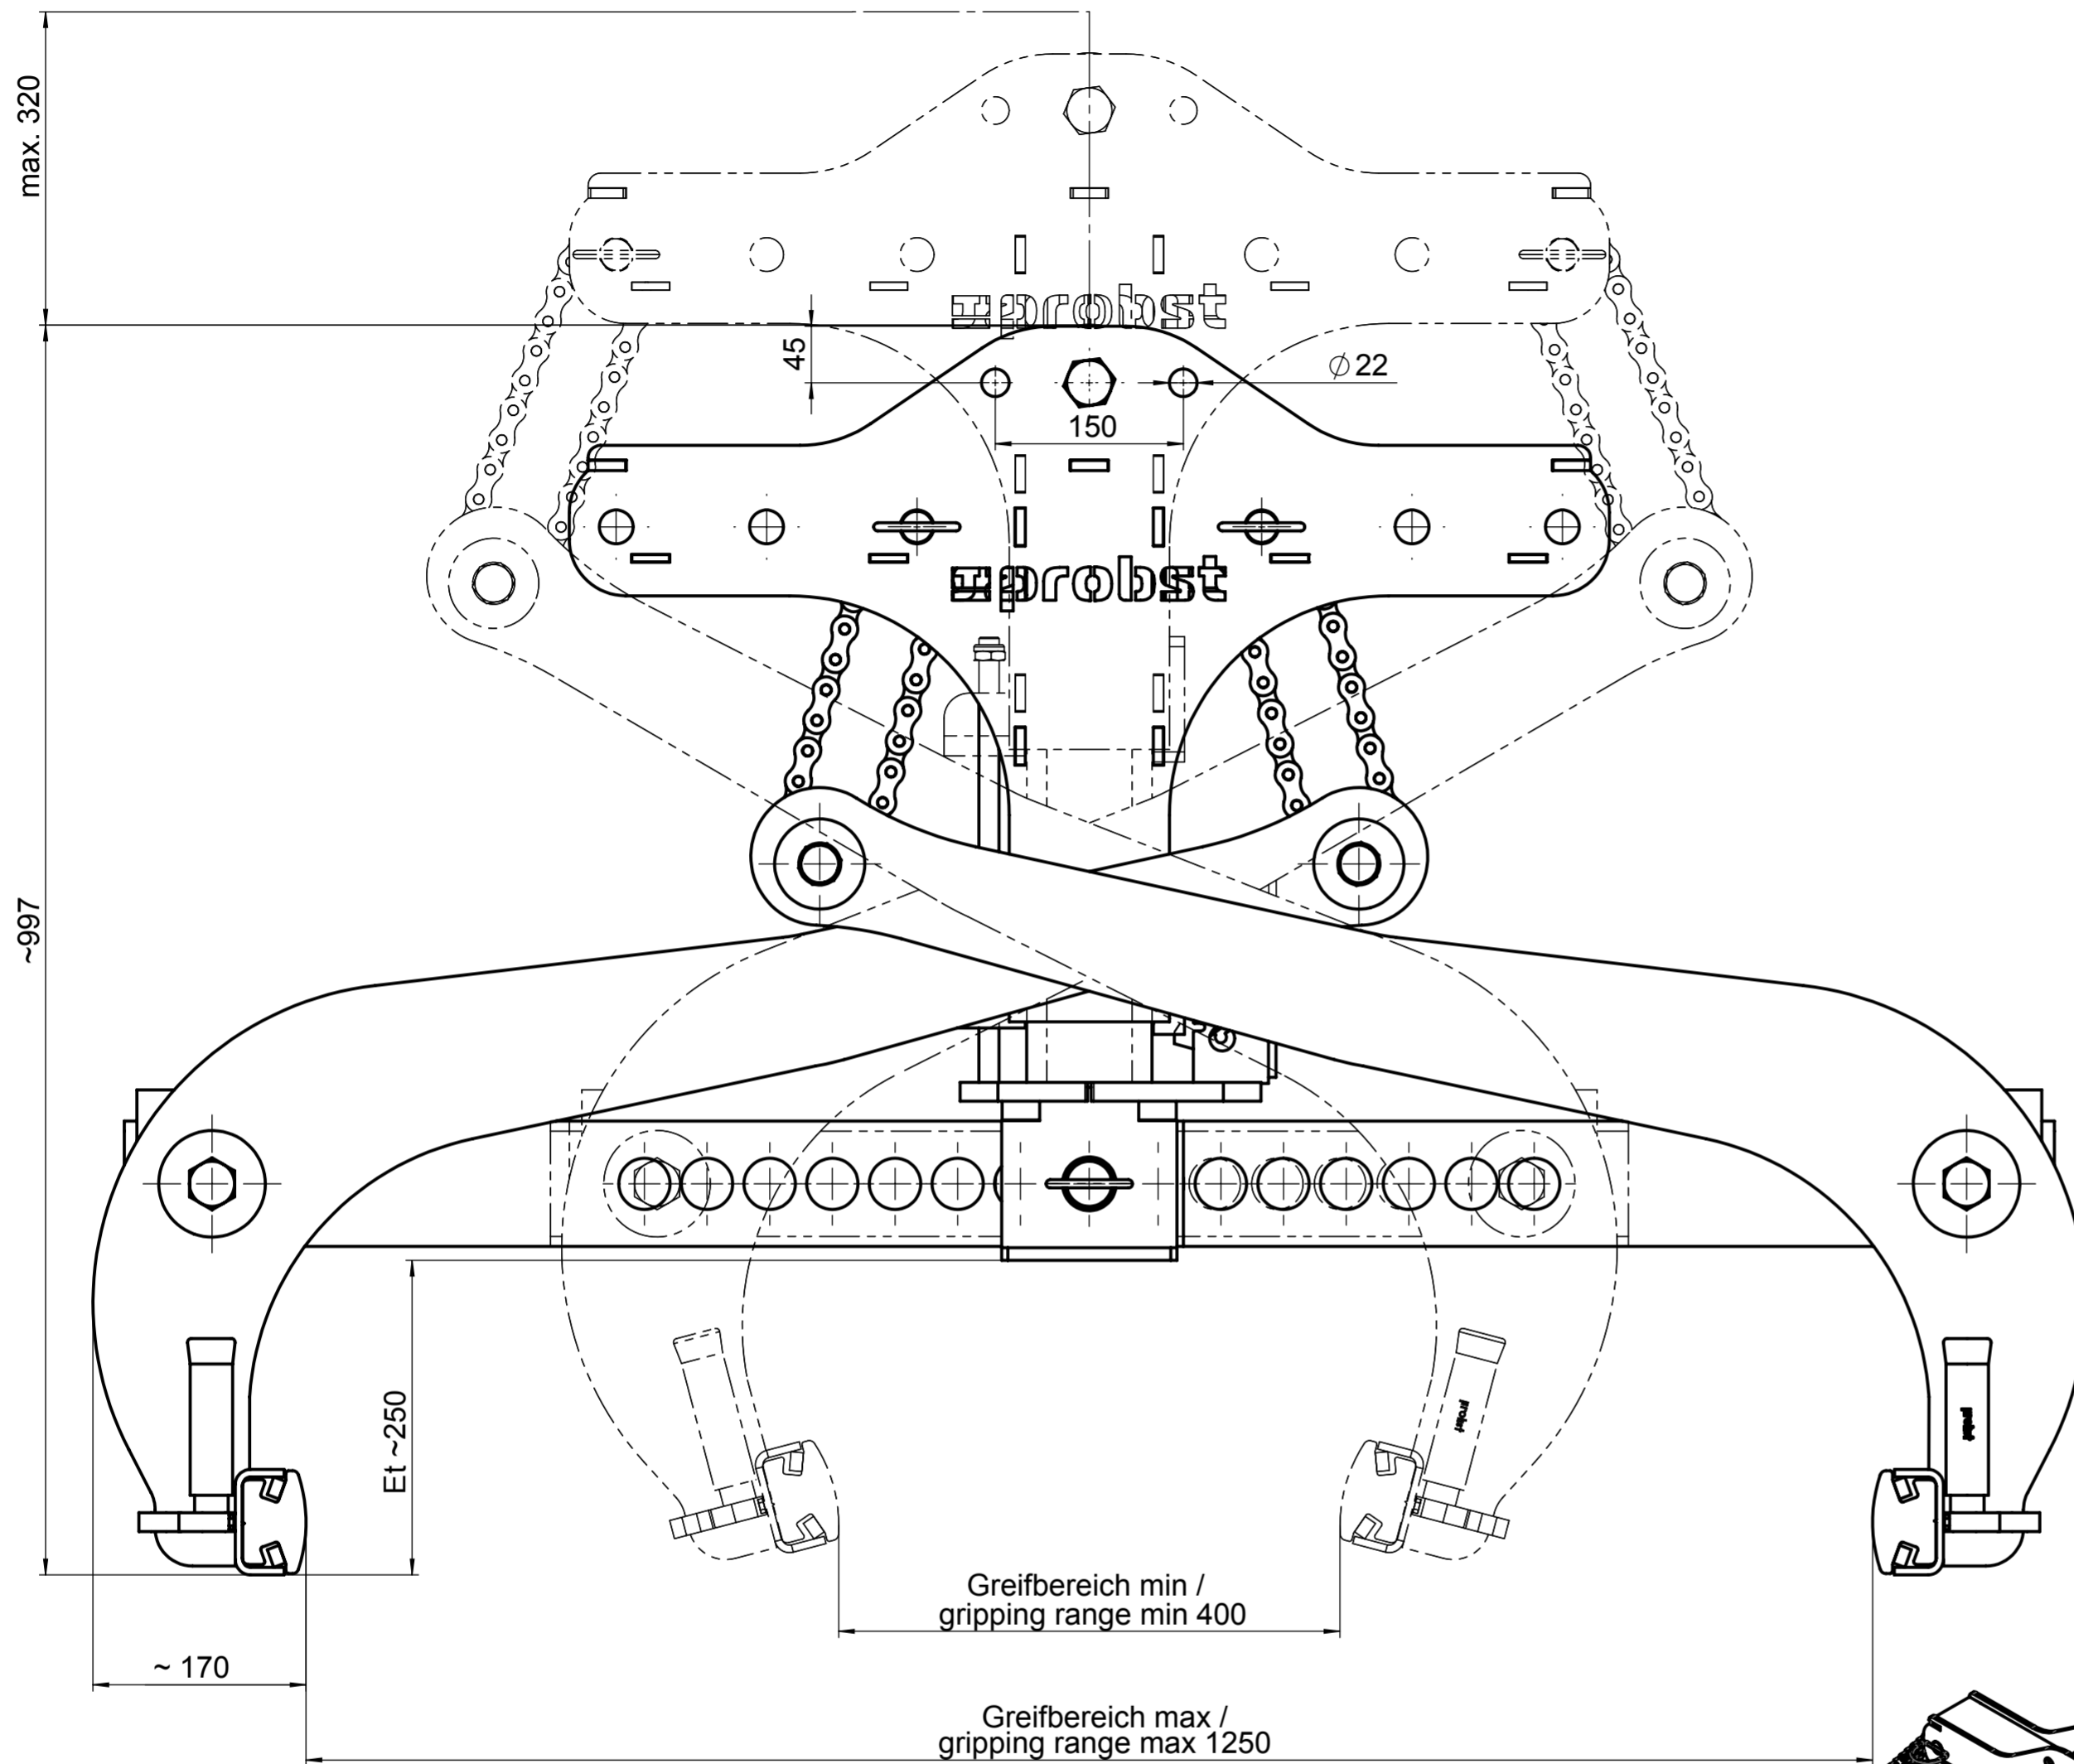 max. 320
probst
45
⌀ 22
150
probst
~997
Et ~250
probst
probst
Greifbereich min /
gripping range min 400
~ 170
Greifbereich max /
gripping range max 1250